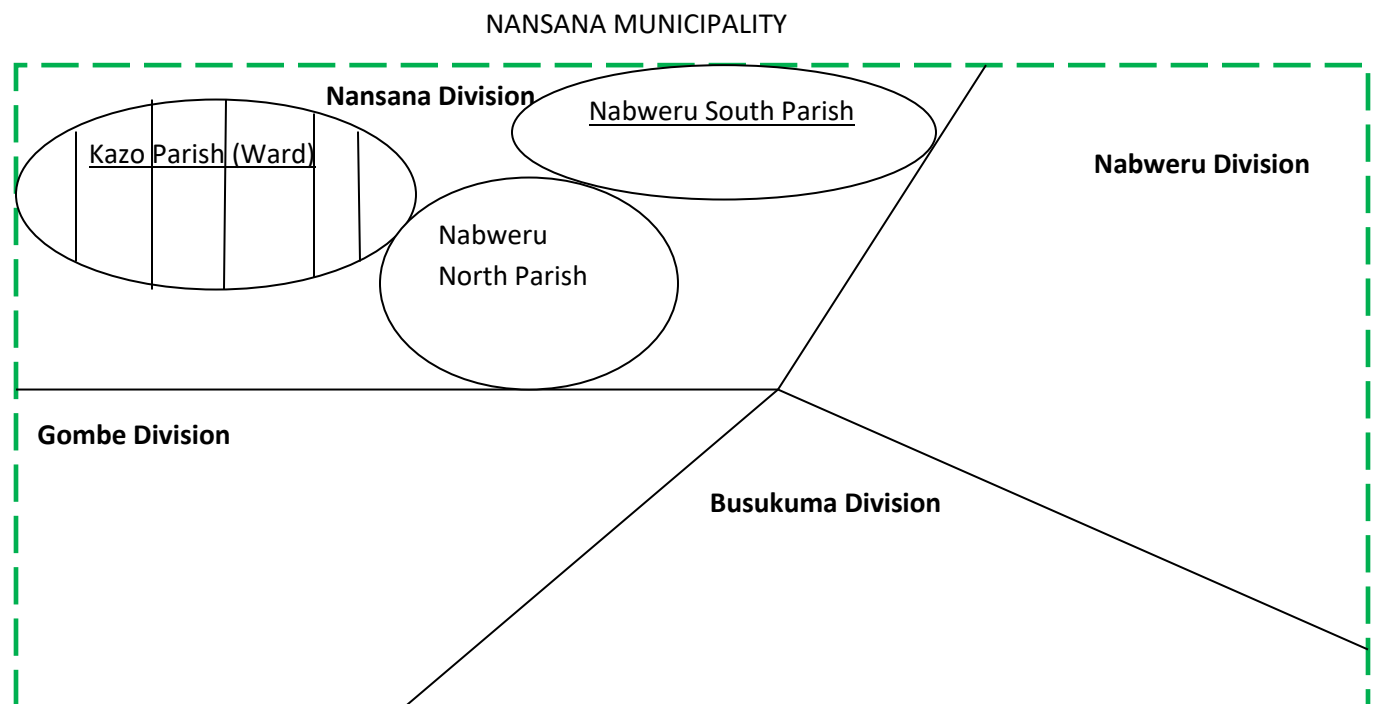 NANSANA MUNICIPALITY
Nansana Division
Nabweru South Parish
Kazo Parish (Ward)
Nabweru Division
Nabweru
North Parish
Gombe Division
Busukuma Division